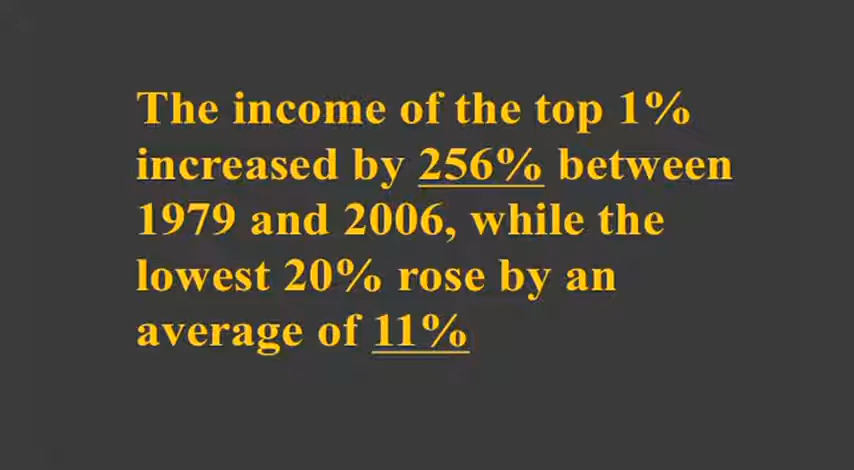 The income of the top 1%
increased by 256% between
1979 and 2006, while the
lowest 20% rose by an
average of 11%